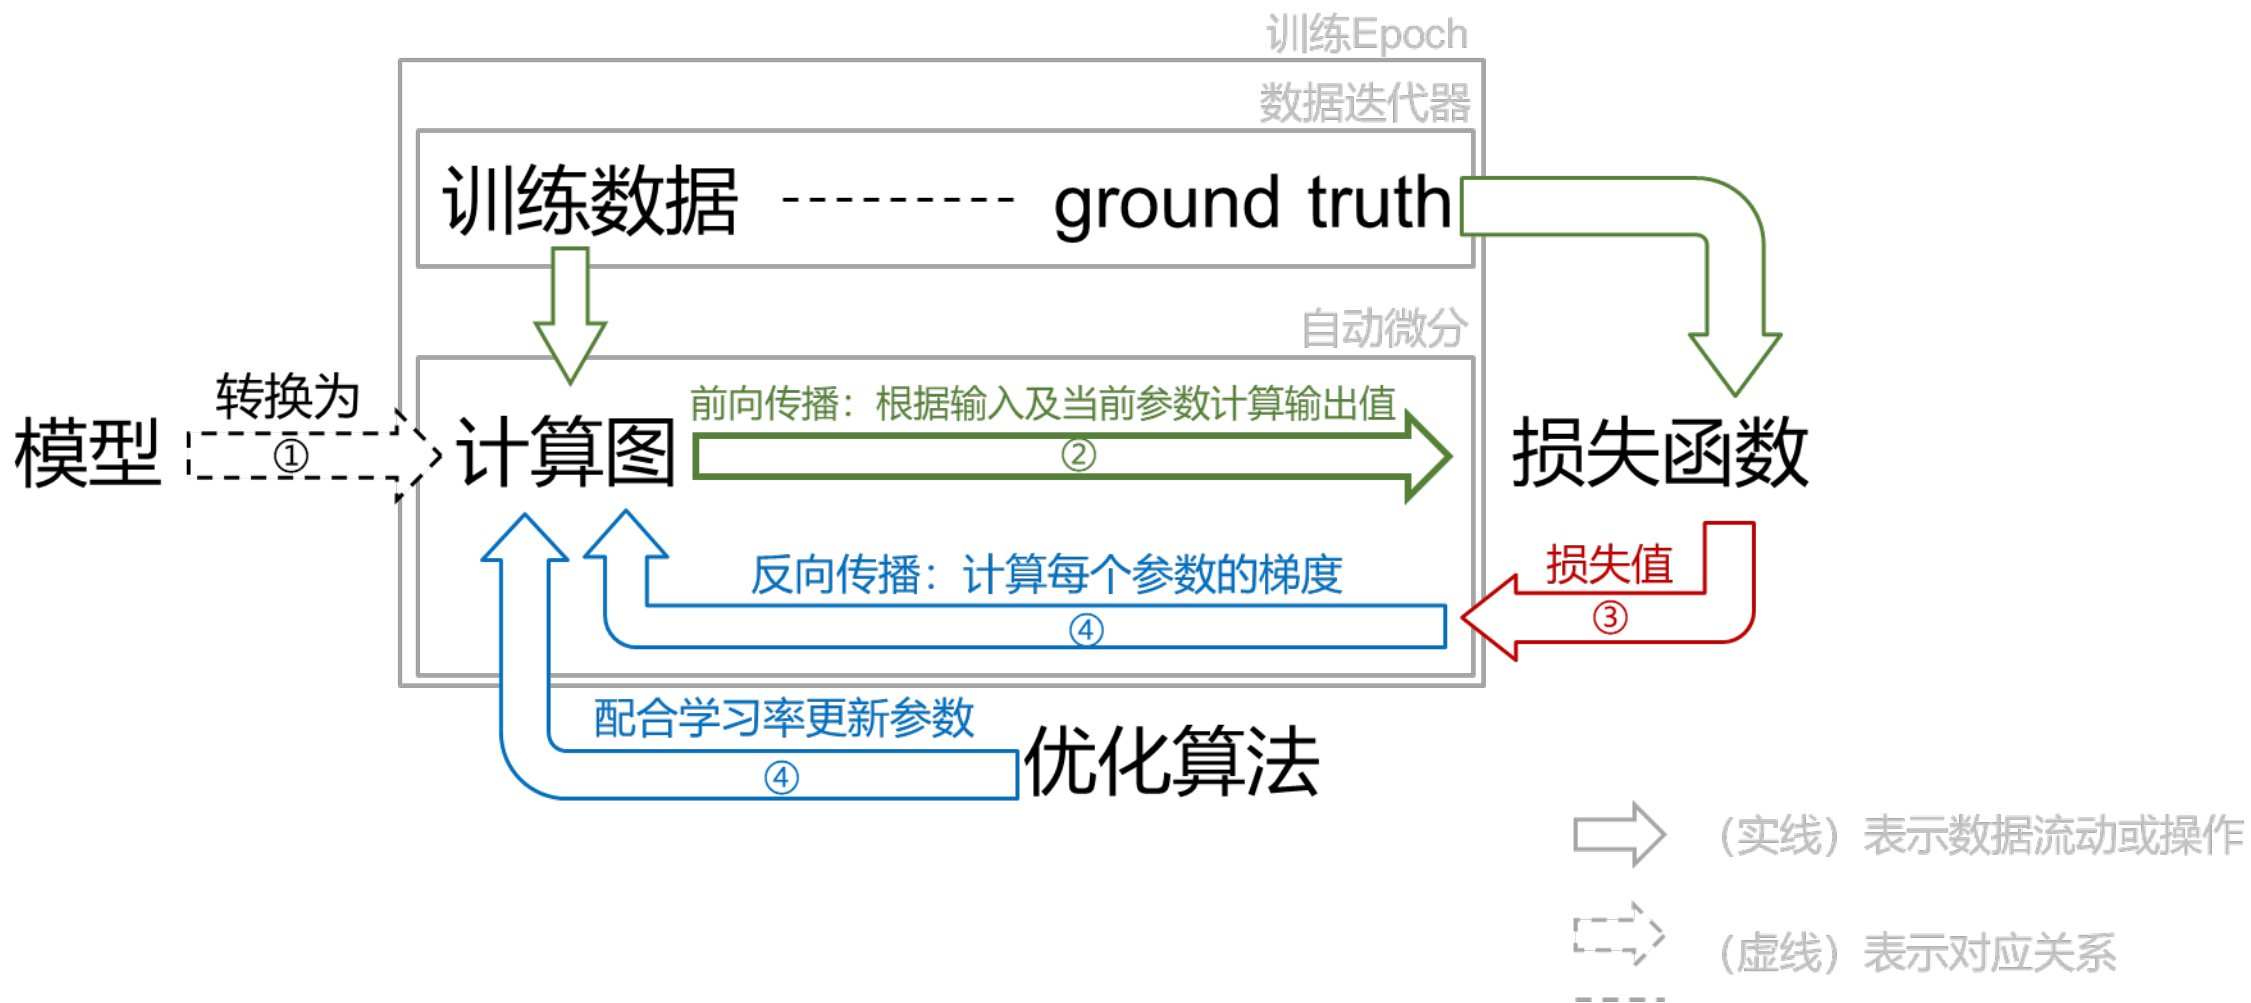 训练Epoch
数据迭代器
训练数据 --------- ground truth
自动微分
转换为
前向传播：根据输入及当前参数计算输出值
模型
①
计算图
②
损失函数
反向传播：计算每个参数的梯度
损失值
④
③
配合学习率更新参数
优化算法
④
（实线）表示数据流动或操作
（虚线）表示对应关系